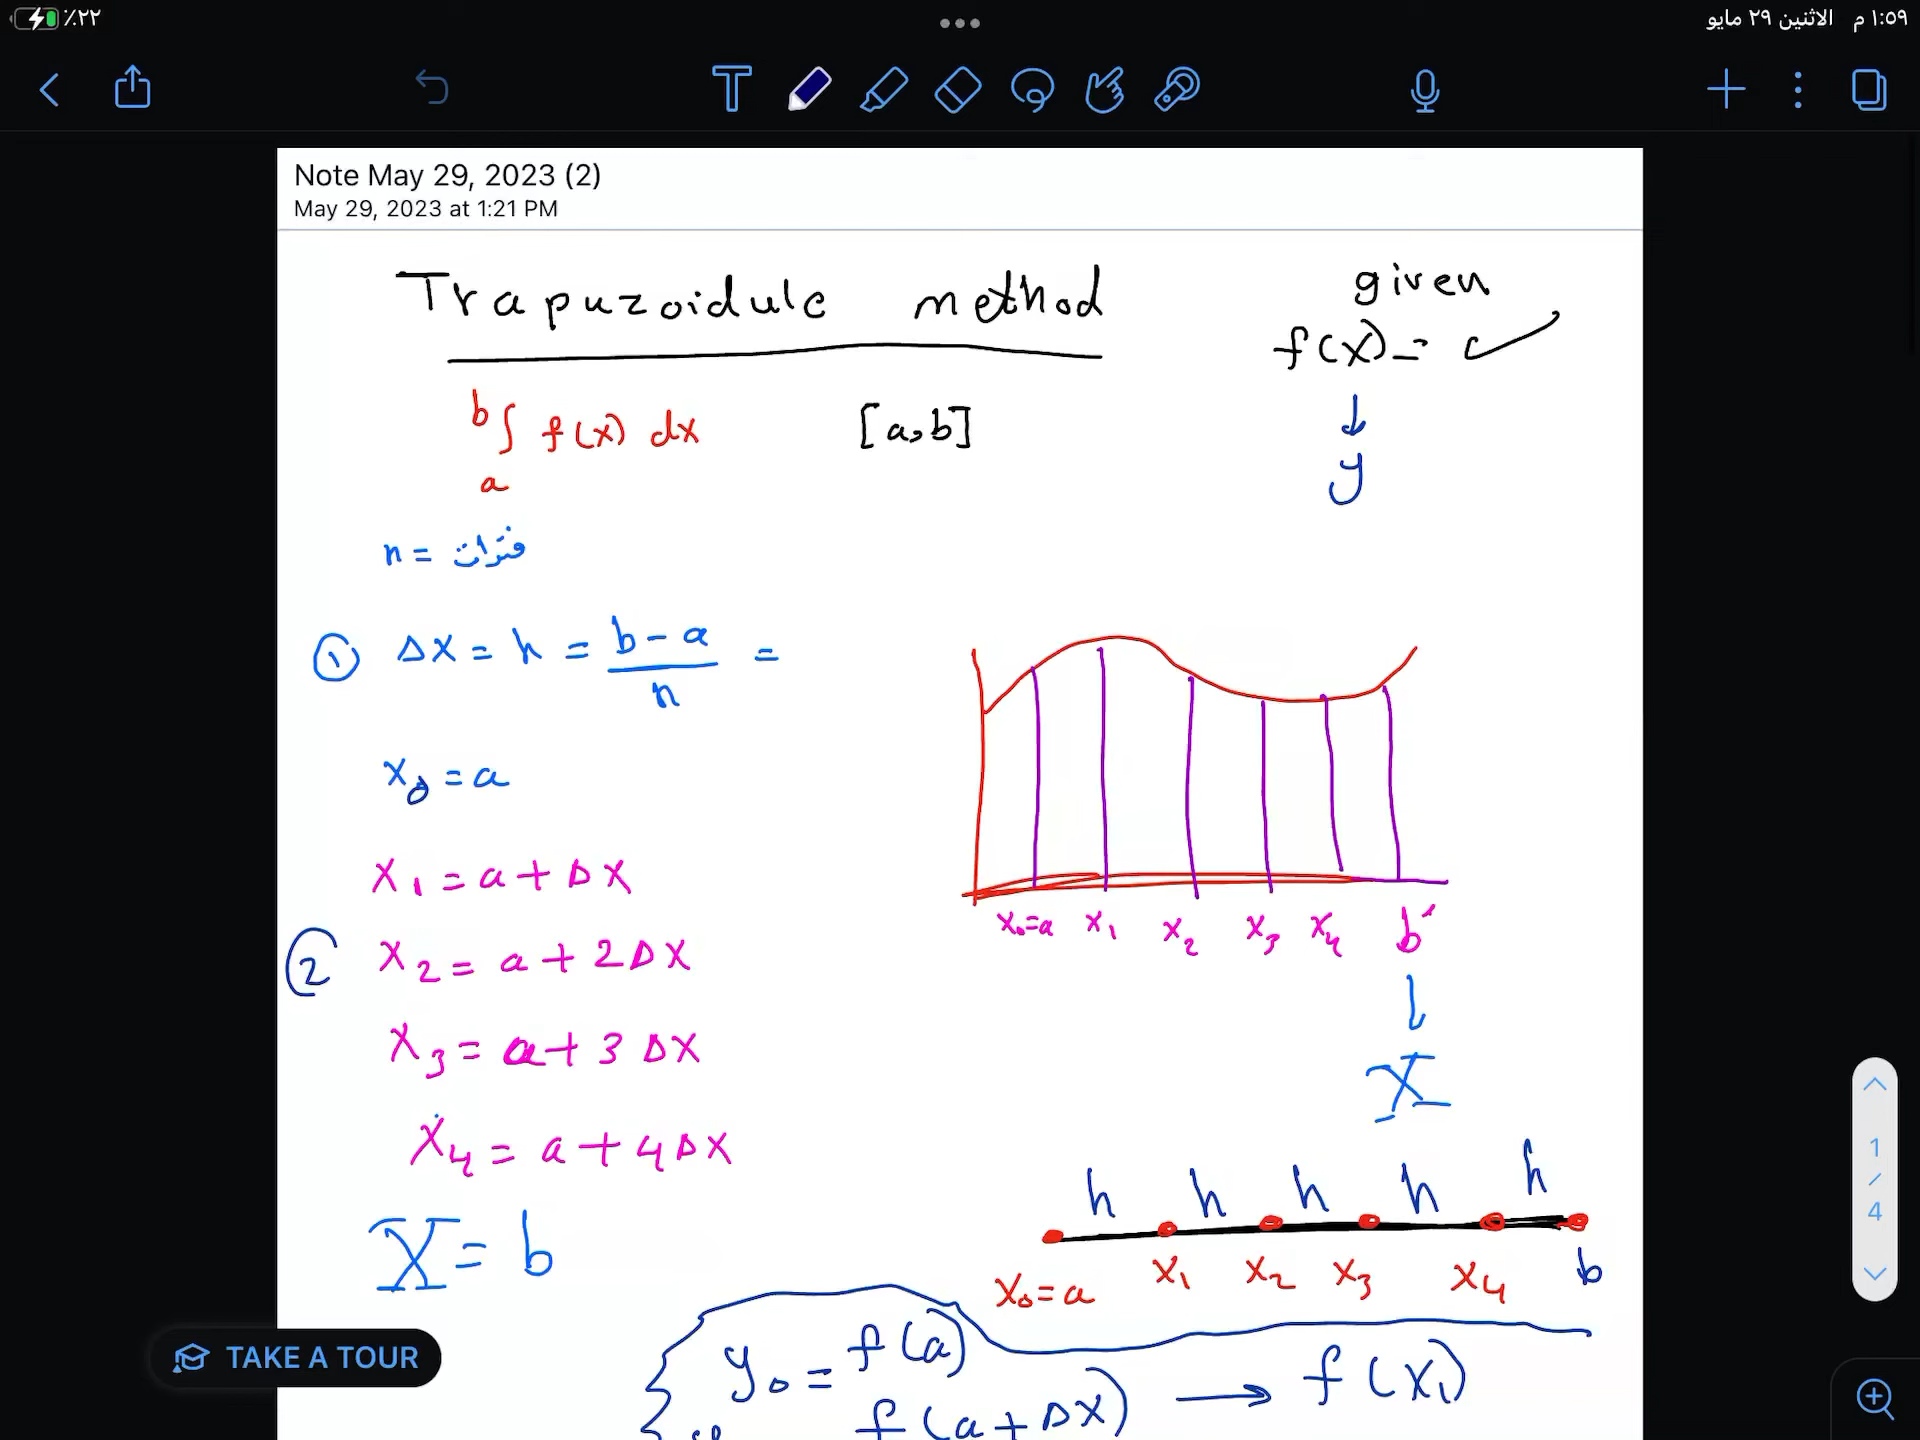 ٪٢٢
١:٥٩ م الاثنين ٢٩ مايو
Note May 29, 2023 (2)
May 29, 2023 at 1:21 PM
Trapuzoidule method
given
f(x) = ✓
↓
y
b∫a f(x) dx [a,b]
n = فترات
① Δx = h = (b - a)/n =
x₀ = a
x₁ = a + Δx
② x₂ = a + 2Δx
x₃ = a + 3Δx
x₄ = a + 4Δx
X = b
x₀=a x₁ x₂ x₃ x₄ b
↓
X
h h h h h
x₀=a x₁ x₂ x₃ x₄ b
y₀ = f(a)
f(a+Δx) → f(x₁)
1
/
4
TAKE A TOUR